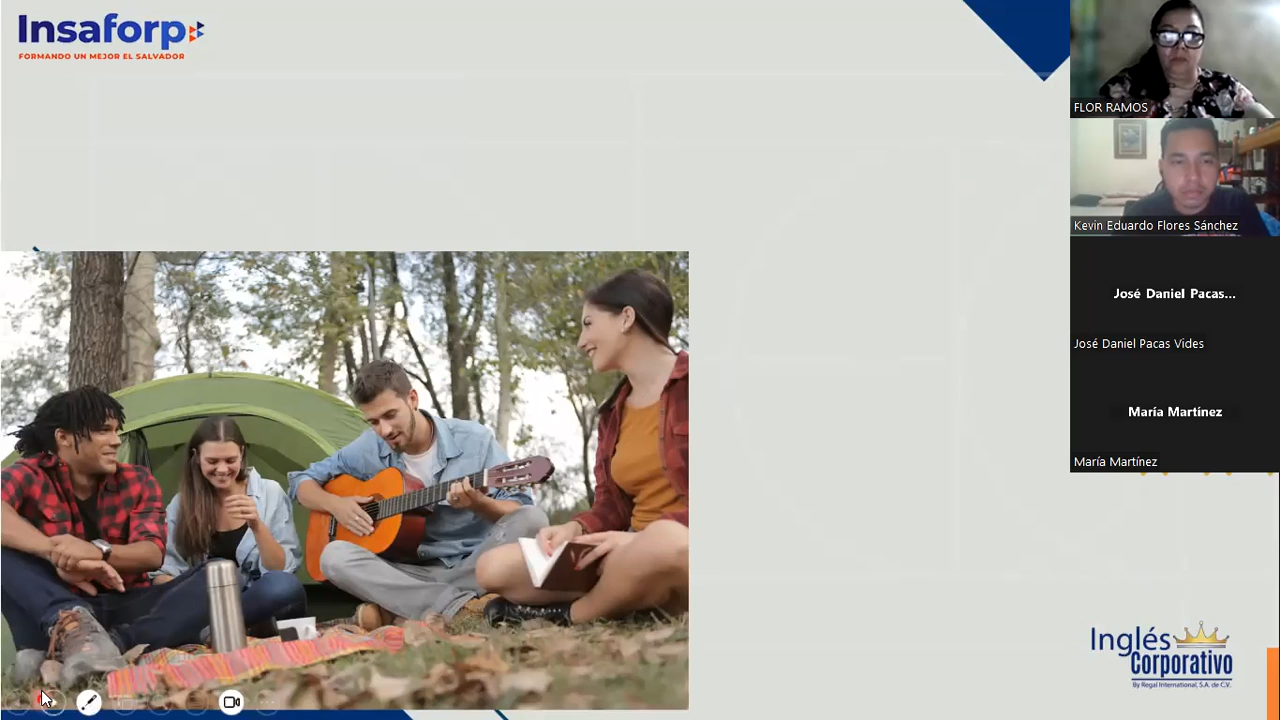 Insaforp
FORMANDO UN MEJOR EL SALVADOR
FLOR RAMOS
Kevin Eduardo Flores Sánchez
José Daniel Pacas...
José Daniel Pacas Vides
María Martínez
María Martínez
Inglés
Corporativo
By Regal International, S.A. de C.V.